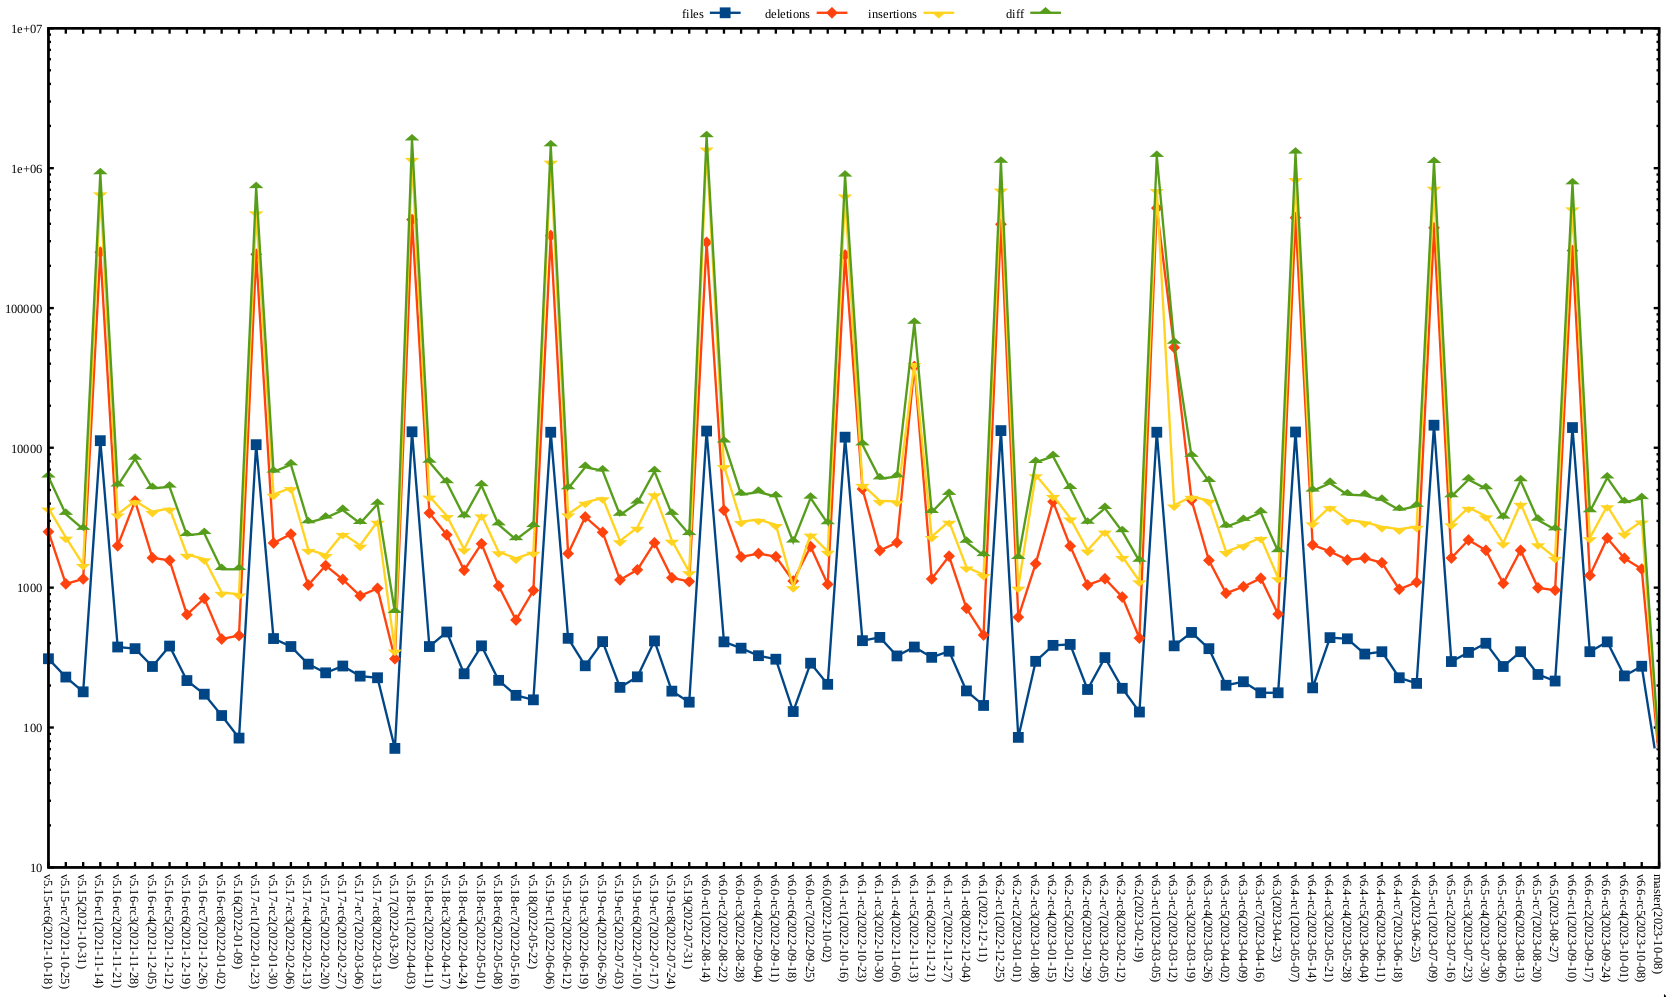 files
deletions
insertions
diff
1e+07
1e+06
100000
10000
1000
100
10
v5.15-rc6(2021-10-18)
v5.15-rc7(2021-10-25)
v5.15(2021-10-31)
v5.16-rc1(2021-11-14)
v5.16-rc2(2021-11-21)
v5.16-rc3(2021-11-28)
v5.16-rc4(2021-12-05)
v5.16-rc5(2021-12-12)
v5.16-rc6(2021-12-19)
v5.16-rc7(2021-12-26)
v5.16-rc8(2022-01-02)
v5.16(2022-01-09)
v5.17-rc1(2022-01-23)
v5.17-rc2(2022-01-30)
v5.17-rc3(2022-02-06)
v5.17-rc4(2022-02-13)
v5.17-rc5(2022-02-20)
v5.17-rc6(2022-02-27)
v5.17-rc7(2022-03-06)
v5.17-rc8(2022-03-13)
v5.17(2022-03-20)
v5.18-rc1(2022-04-03)
v5.18-rc2(2022-04-11)
v5.18-rc3(2022-04-17)
v5.18-rc4(2022-04-24)
v5.18-rc5(2022-05-01)
v5.18-rc6(2022-05-08)
v5.18-rc7(2022-05-16)
v5.18(2022-05-22)
v5.19-rc1(2022-06-06)
v5.19-rc2(2022-06-12)
v5.19-rc3(2022-06-19)
v5.19-rc4(2022-06-26)
v5.19-rc5(2022-07-03)
v5.19-rc6(2022-07-10)
v5.19-rc7(2022-07-17)
v5.19-rc8(2022-07-24)
v5.19(2022-07-31)
v6.0-rc1(2022-08-14)
v6.0-rc2(2022-08-22)
v6.0-rc3(2022-08-28)
v6.0-rc4(2022-09-04)
v6.0-rc5(2022-09-11)
v6.0-rc6(2022-09-18)
v6.0-rc7(2022-09-25)
v6.0(2022-10-02)
v6.1-rc1(2022-10-16)
v6.1-rc2(2022-10-23)
v6.1-rc3(2022-10-30)
v6.1-rc4(2022-11-06)
v6.1-rc5(2022-11-13)
v6.1-rc6(2022-11-21)
v6.1-rc7(2022-11-27)
v6.1-rc8(2022-12-04)
v6.1(2022-12-11)
v6.2-rc1(2022-12-25)
v6.2-rc2(2023-01-01)
v6.2-rc3(2023-01-08)
v6.2-rc4(2023-01-15)
v6.2-rc5(2023-01-22)
v6.2-rc6(2023-01-29)
v6.2-rc7(2023-02-05)
v6.2-rc8(2023-02-12)
v6.2(2023-02-19)
v6.3-rc1(2023-03-05)
v6.3-rc2(2023-03-12)
v6.3-rc3(2023-03-19)
v6.3-rc4(2023-03-26)
v6.3-rc5(2023-04-02)
v6.3-rc6(2023-04-09)
v6.3-rc7(2023-04-16)
v6.3(2023-04-23)
v6.4-rc1(2023-05-07)
v6.4-rc2(2023-05-14)
v6.4-rc3(2023-05-21)
v6.4-rc4(2023-05-28)
v6.4-rc5(2023-06-04)
v6.4-rc6(2023-06-11)
v6.4-rc7(2023-06-18)
v6.4(2023-06-25)
v6.5-rc1(2023-07-09)
v6.5-rc2(2023-07-16)
v6.5-rc3(2023-07-23)
v6.5-rc4(2023-07-30)
v6.5-rc5(2023-08-06)
v6.5-rc6(2023-08-13)
v6.5-rc7(2023-08-20)
v6.5(2023-08-27)
v6.6-rc1(2023-09-10)
v6.6-rc2(2023-09-17)
v6.6-rc3(2023-09-24)
v6.6-rc4(2023-10-01)
v6.6-rc5(2023-10-08)
master(2023-10-08)